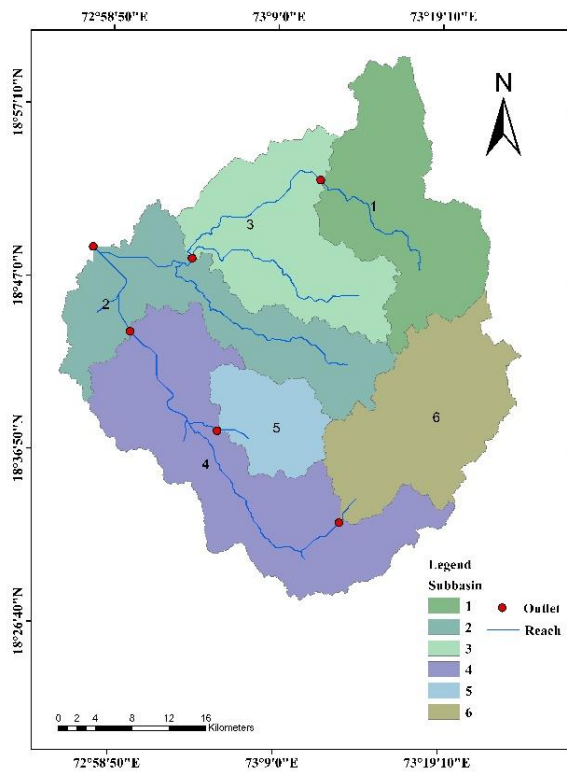 72°58'50"E 73°9'0"E 73°19'10"E
18°57'10"N
N
1
3
18°47'0"N
2
6
5
18°36'50"N
4
Legend
Subbasin
1 Outlet
2 Reach
3
4
5
6
18°26'40"N
0 2 4 8 12 16
Kilometers
72°58'50"E 73°9'0"E 73°19'10"E